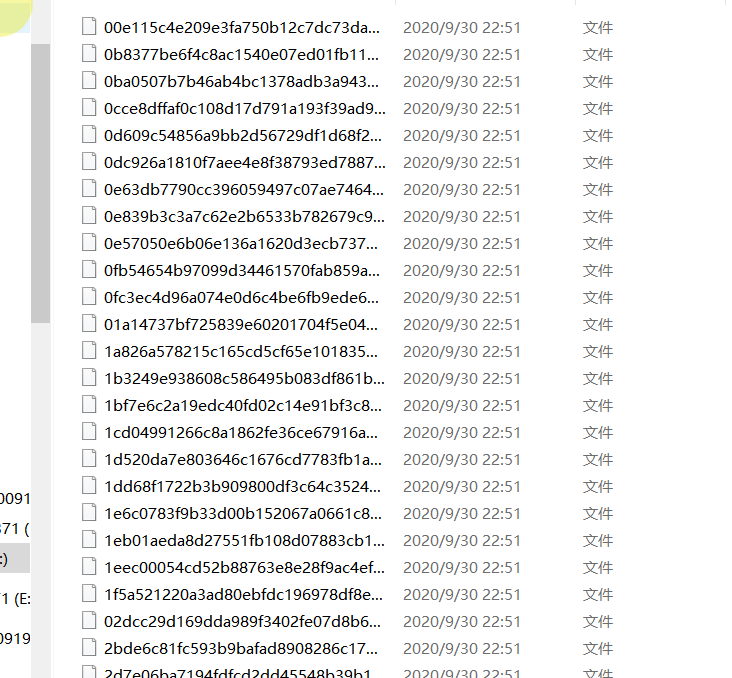 00e115c4e209e3fa750b12c7dc73da... 2020/9/30 22:51 文件
0b8377be6f4c8ac1540e07ed01fb11... 2020/9/30 22:51 文件
0ba0507b7b46ab4bc1378adb3a943... 2020/9/30 22:51 文件
0cce8dffaf0c108d17d791a193f39ad9... 2020/9/30 22:51 文件
0d609c54856a9bb2d56729df1d68f2... 2020/9/30 22:51 文件
0dc926a1810f7aee4e8f38793ed7887... 2020/9/30 22:51 文件
0e63db7790cc396059497c07ae7464... 2020/9/30 22:51 文件
0e839b3c3a7c62e2b6533b782679c9... 2020/9/30 22:51 文件
0e57050e6b06e136a1620d3ecb737... 2020/9/30 22:51 文件
0fb54654b97099d34461570fab859a... 2020/9/30 22:51 文件
0fc3ec4d96a074e0d6c4be6fb9ede6... 2020/9/30 22:51 文件
01a14737bf725839e60201704f5e04... 2020/9/30 22:51 文件
1a826a578215c165cd5cf65e101835... 2020/9/30 22:51 文件
1b3249e938608c586495b083df861b... 2020/9/30 22:51 文件
1bf7e6c2a19edc40fd02c14e91bf3c8... 2020/9/30 22:51 文件
1cd04991266c8a1862fe36ce67916a... 2020/9/30 22:51 文件
1d520da7e803646c1676cd7783fb1a... 2020/9/30 22:51 文件
1dd68f1722b3b909800df3c64c3524... 2020/9/30 22:51 文件
0091
1e6c0783f9b33d00b152067a0661c8... 2020/9/30 22:51 文件
371 (
1eb01aeda8d27551fb108d07883cb1... 2020/9/30 22:51 文件
:)
1eec00054cd52b88763e8e28f9ac4ef... 2020/9/30 22:51 文件
1 (E:
1f5a521220a3ad80ebfdc196978df8e... 2020/9/30 22:51 文件
02dcc29d169dda989f3402fe07d8b6... 2020/9/30 22:51 文件
0919
2bde6c81fc593b9bafad8908286c17... 2020/9/30 22:51 文件
2d7e06ba7194fdfcd2dd45548b39b1... 2020/9/30 22:51 文件